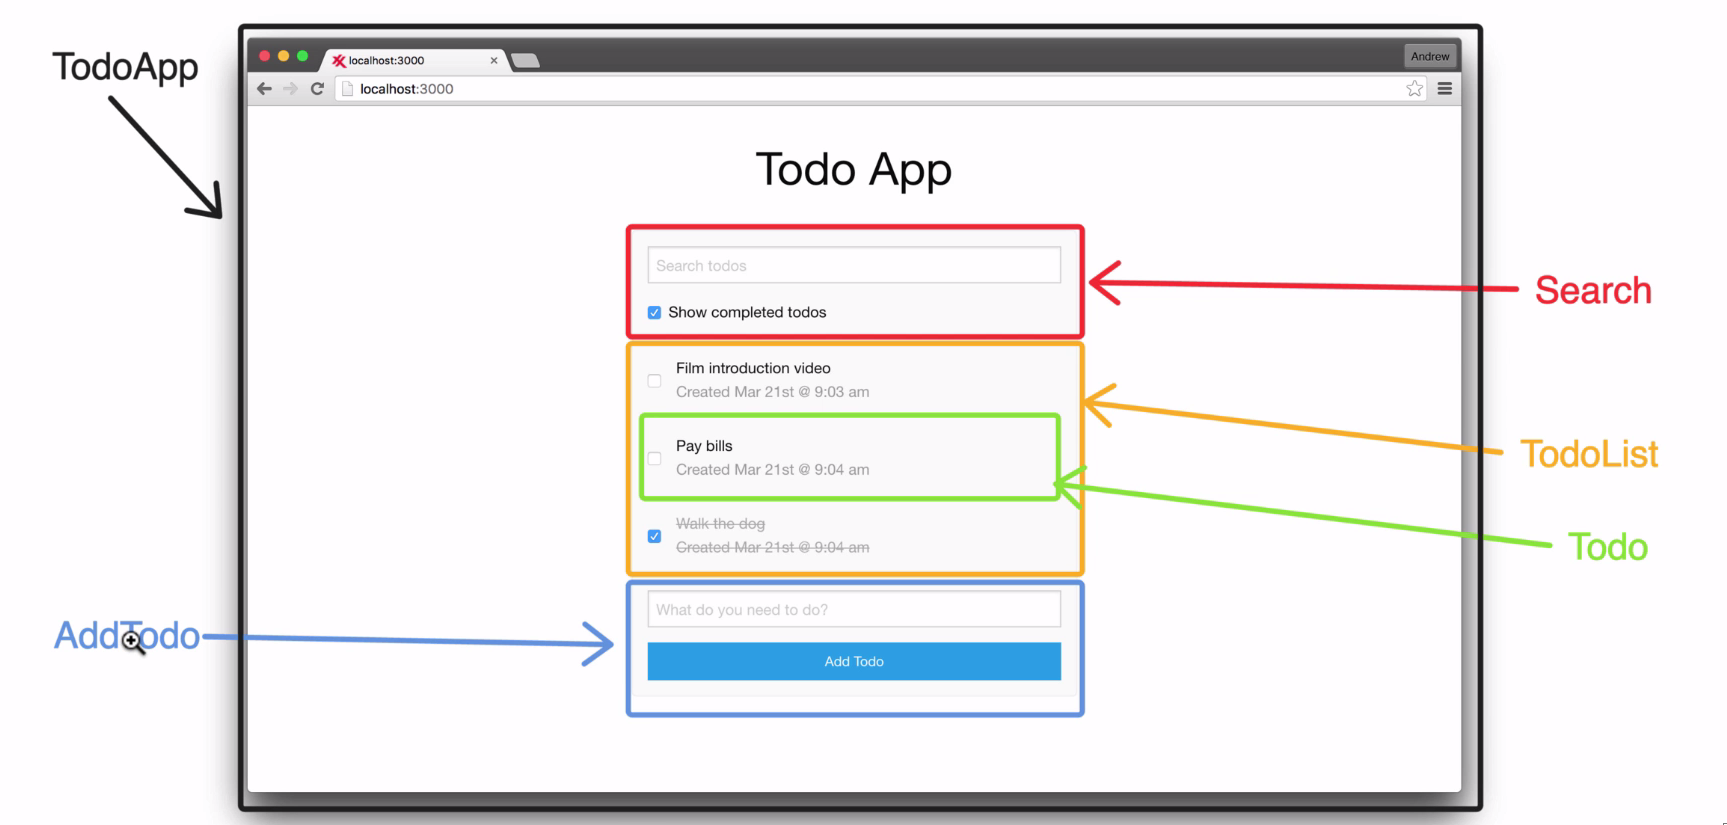 TodoApp
localhost:3000
Andrew
localhost:3000
Todo App
Search todos
Show completed todos
Search
Film introduction video
Created Mar 21st @ 9:03 am
TodoList
Pay bills
Created Mar 21st @ 9:04 am
Todo
Walk the dog
Created Mar 21st @ 9:04 am
AddTodo
What do you need to do?
Add Todo